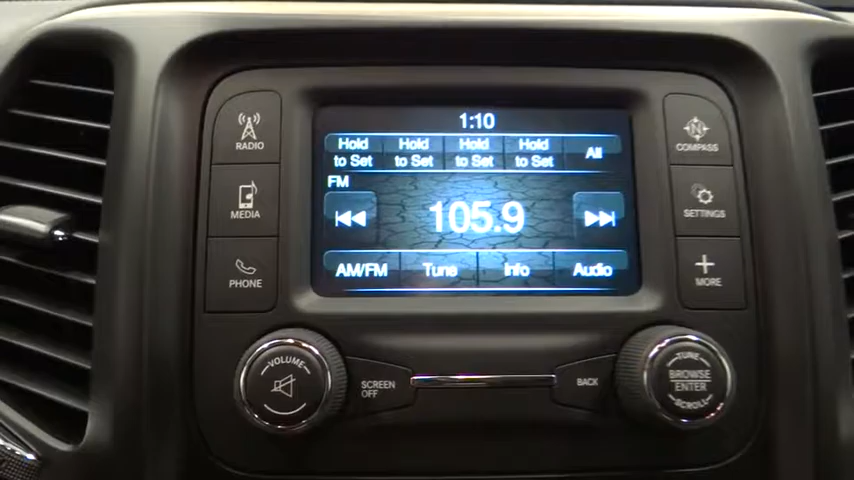 1:10
Hold to Set
Hold to Set
Hold to Set
Hold to Set
All
FM
105.9
AM/FM
Tune
Info
Audio
RADIO
MEDIA
PHONE
COMPASS
SETTINGS
MORE
VOLUME
SCREEN OFF
BACK
TUNE
BROWSE
ENTER
SCROLL